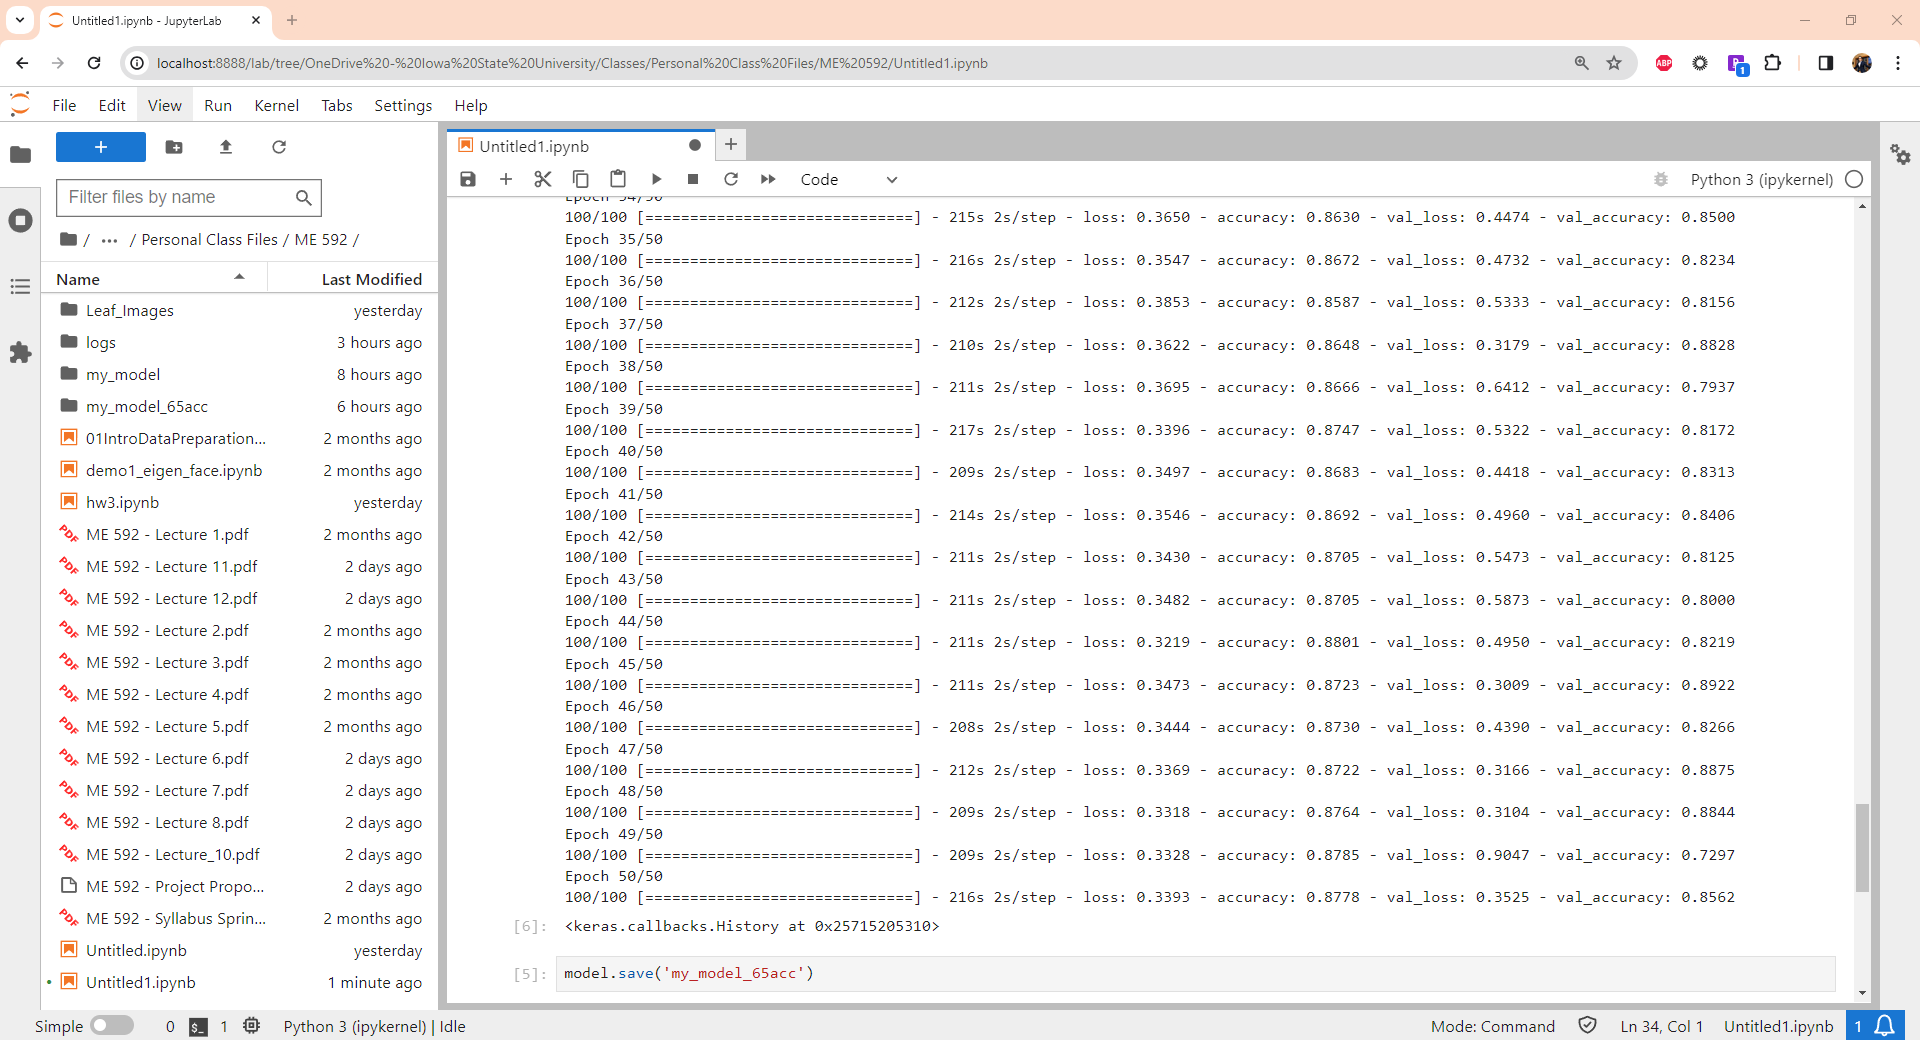 Untitled1.ipynb - JupyterLab
localhost:8888/lab/tree/OneDrive%20-%20Iowa%20State%20University/Classes/Personal%20Class%20Files/ME%20592/Untitled1.ipynb
ABP
1
File Edit View Run Kernel Tabs Settings Help
Filter files by name
/ ... / Personal Class Files / ME 592 /
Name Last Modified
Leaf_Images yesterday
logs 3 hours ago
my_model 8 hours ago
my_model_65acc 6 hours ago
01IntroDataPreparation... 2 months ago
demo1_eigen_face.ipynb 2 months ago
hw3.ipynb yesterday
ME 592 - Lecture 1.pdf 2 months ago
ME 592 - Lecture 11.pdf 2 days ago
ME 592 - Lecture 12.pdf 2 days ago
ME 592 - Lecture 2.pdf 2 months ago
ME 592 - Lecture 3.pdf 2 months ago
ME 592 - Lecture 4.pdf 2 months ago
ME 592 - Lecture 5.pdf 2 months ago
ME 592 - Lecture 6.pdf 2 days ago
ME 592 - Lecture 7.pdf 2 days ago
ME 592 - Lecture 8.pdf 2 days ago
ME 592 - Lecture_10.pdf 2 days ago
ME 592 - Project Propo... 2 days ago
ME 592 - Syllabus Sprin... 2 months ago
Untitled.ipynb yesterday
Untitled1.ipynb 1 minute ago
Untitled1.ipynb
Code
Python 3 (ipykernel)
Epoch 34/50
100/100 [==============================] - 215s 2s/step - loss: 0.3650 - accuracy: 0.8630 - val_loss: 0.4474 - val_accuracy: 0.8500
Epoch 35/50
100/100 [==============================] - 216s 2s/step - loss: 0.3547 - accuracy: 0.8672 - val_loss: 0.4732 - val_accuracy: 0.8234
Epoch 36/50
100/100 [==============================] - 212s 2s/step - loss: 0.3853 - accuracy: 0.8587 - val_loss: 0.5333 - val_accuracy: 0.8156
Epoch 37/50
100/100 [==============================] - 210s 2s/step - loss: 0.3622 - accuracy: 0.8648 - val_loss: 0.3179 - val_accuracy: 0.8828
Epoch 38/50
100/100 [==============================] - 211s 2s/step - loss: 0.3695 - accuracy: 0.8666 - val_loss: 0.6412 - val_accuracy: 0.7937
Epoch 39/50
100/100 [==============================] - 217s 2s/step - loss: 0.3396 - accuracy: 0.8747 - val_loss: 0.5322 - val_accuracy: 0.8172
Epoch 40/50
100/100 [==============================] - 209s 2s/step - loss: 0.3497 - accuracy: 0.8683 - val_loss: 0.4418 - val_accuracy: 0.8313
Epoch 41/50
100/100 [==============================] - 214s 2s/step - loss: 0.3546 - accuracy: 0.8692 - val_loss: 0.4960 - val_accuracy: 0.8406
Epoch 42/50
100/100 [==============================] - 211s 2s/step - loss: 0.3430 - accuracy: 0.8705 - val_loss: 0.5473 - val_accuracy: 0.8125
Epoch 43/50
100/100 [==============================] - 211s 2s/step - loss: 0.3482 - accuracy: 0.8705 - val_loss: 0.5873 - val_accuracy: 0.8000
Epoch 44/50
100/100 [==============================] - 211s 2s/step - loss: 0.3219 - accuracy: 0.8801 - val_loss: 0.4950 - val_accuracy: 0.8219
Epoch 45/50
100/100 [==============================] - 211s 2s/step - loss: 0.3473 - accuracy: 0.8723 - val_loss: 0.3009 - val_accuracy: 0.8922
Epoch 46/50
100/100 [==============================] - 208s 2s/step - loss: 0.3444 - accuracy: 0.8730 - val_loss: 0.4390 - val_accuracy: 0.8266
Epoch 47/50
100/100 [==============================] - 212s 2s/step - loss: 0.3369 - accuracy: 0.8722 - val_loss: 0.3166 - val_accuracy: 0.8875
Epoch 48/50
100/100 [==============================] - 209s 2s/step - loss: 0.3318 - accuracy: 0.8764 - val_loss: 0.3104 - val_accuracy: 0.8844
Epoch 49/50
100/100 [==============================] - 209s 2s/step - loss: 0.3328 - accuracy: 0.8785 - val_loss: 0.9047 - val_accuracy: 0.7297
Epoch 50/50
100/100 [==============================] - 216s 2s/step - loss: 0.3393 - accuracy: 0.8778 - val_loss: 0.3525 - val_accuracy: 0.8562
[6]: <keras.callbacks.History at 0x25715205310>
[5]: model.save('my_model_65acc')
Simple 0 $_ 1 Python 3 (ipykernel) | Idle Mode: Command Ln 34, Col 1 Untitled1.ipynb 1